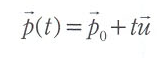 p⃗(t) = p⃗₀ + tu⃗